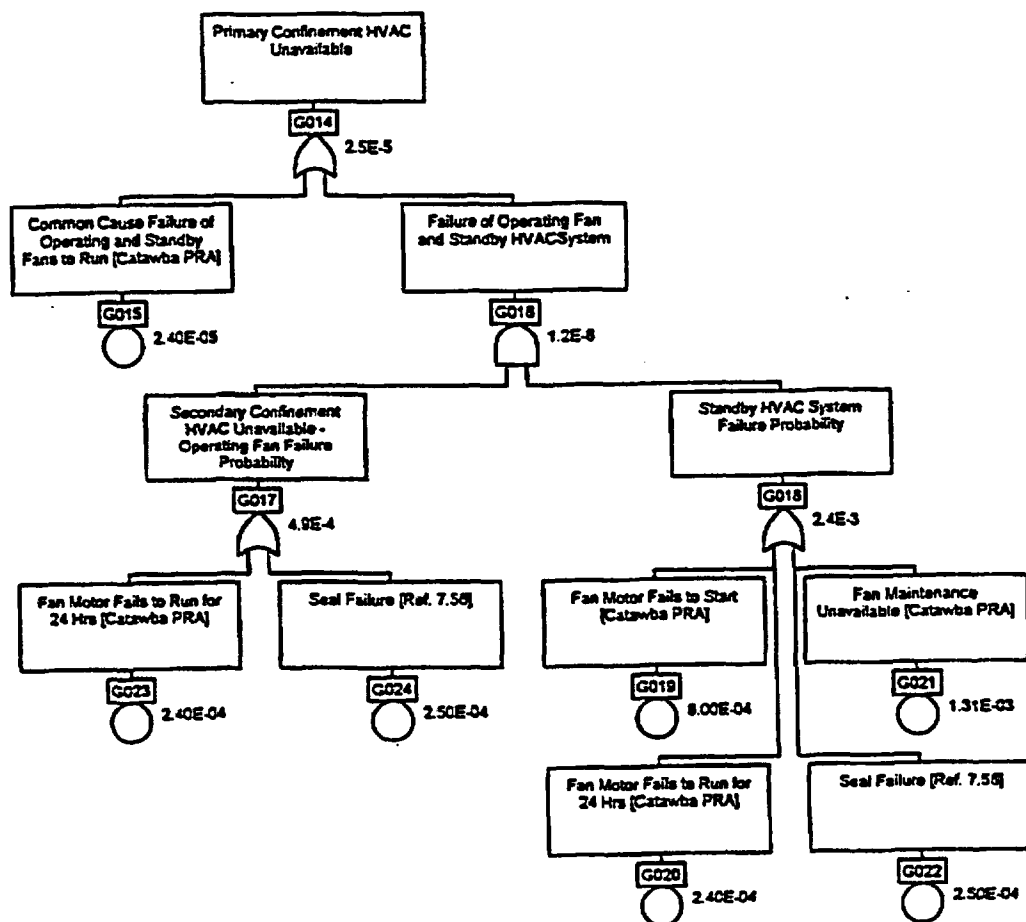 Primary Confinement HVAC
Unavailable
G014
2.5E-5
Common Cause Failure of
Operating and Standby
Fans to Run [Catawba PRA]
G015
2.40E-05
Failure of Operating Fan
and Standby HVACSystem
G016
1.2E-6
Secondary Confinement
HVAC Unavailable -
Operating Fan Failure
Probability
G017
4.9E-4
Standby HVAC System
Failure Probability
G018
2.4E-3
Fan Motor Fails to Run for
24 Hrs [Catawba PRA]
G023
2.40E-04
Seal Failure [Ref. 7.56]
G024
2.50E-04
Fan Motor Fails to Start
[Catawba PRA]
G019
6.00E-04
Fan Maintenance
Unavailable [Catawba PRA]
G021
1.31E-03
Fan Motor Fails to Run for
24 Hrs [Catawba PRA]
G020
2.40E-04
Seal Failure [Ref. 7.56]
G022
2.50E-04